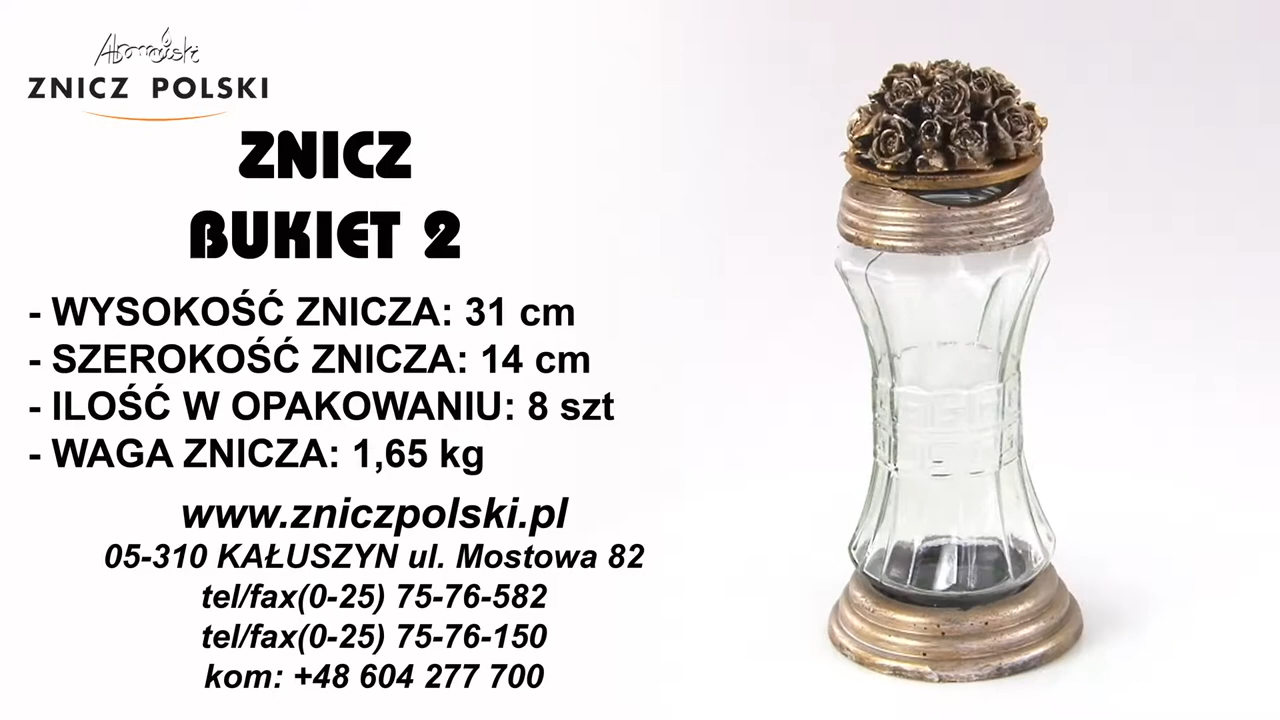 ZNICZ POLSKI
ZNICZ
BUKIET 2
- WYSOKOŚĆ ZNICZA: 31 cm
- SZEROKOŚĆ ZNICZA: 14 cm
- ILOŚĆ W OPAKOWANIU: 8 szt
- WAGA ZNICZA: 1,65 kg
www.zniczpolski.pl
05-310 KAŁUSZYN ul. Mostowa 82
tel/fax(0-25) 75-76-582
tel/fax(0-25) 75-76-150
kom: +48 604 277 700